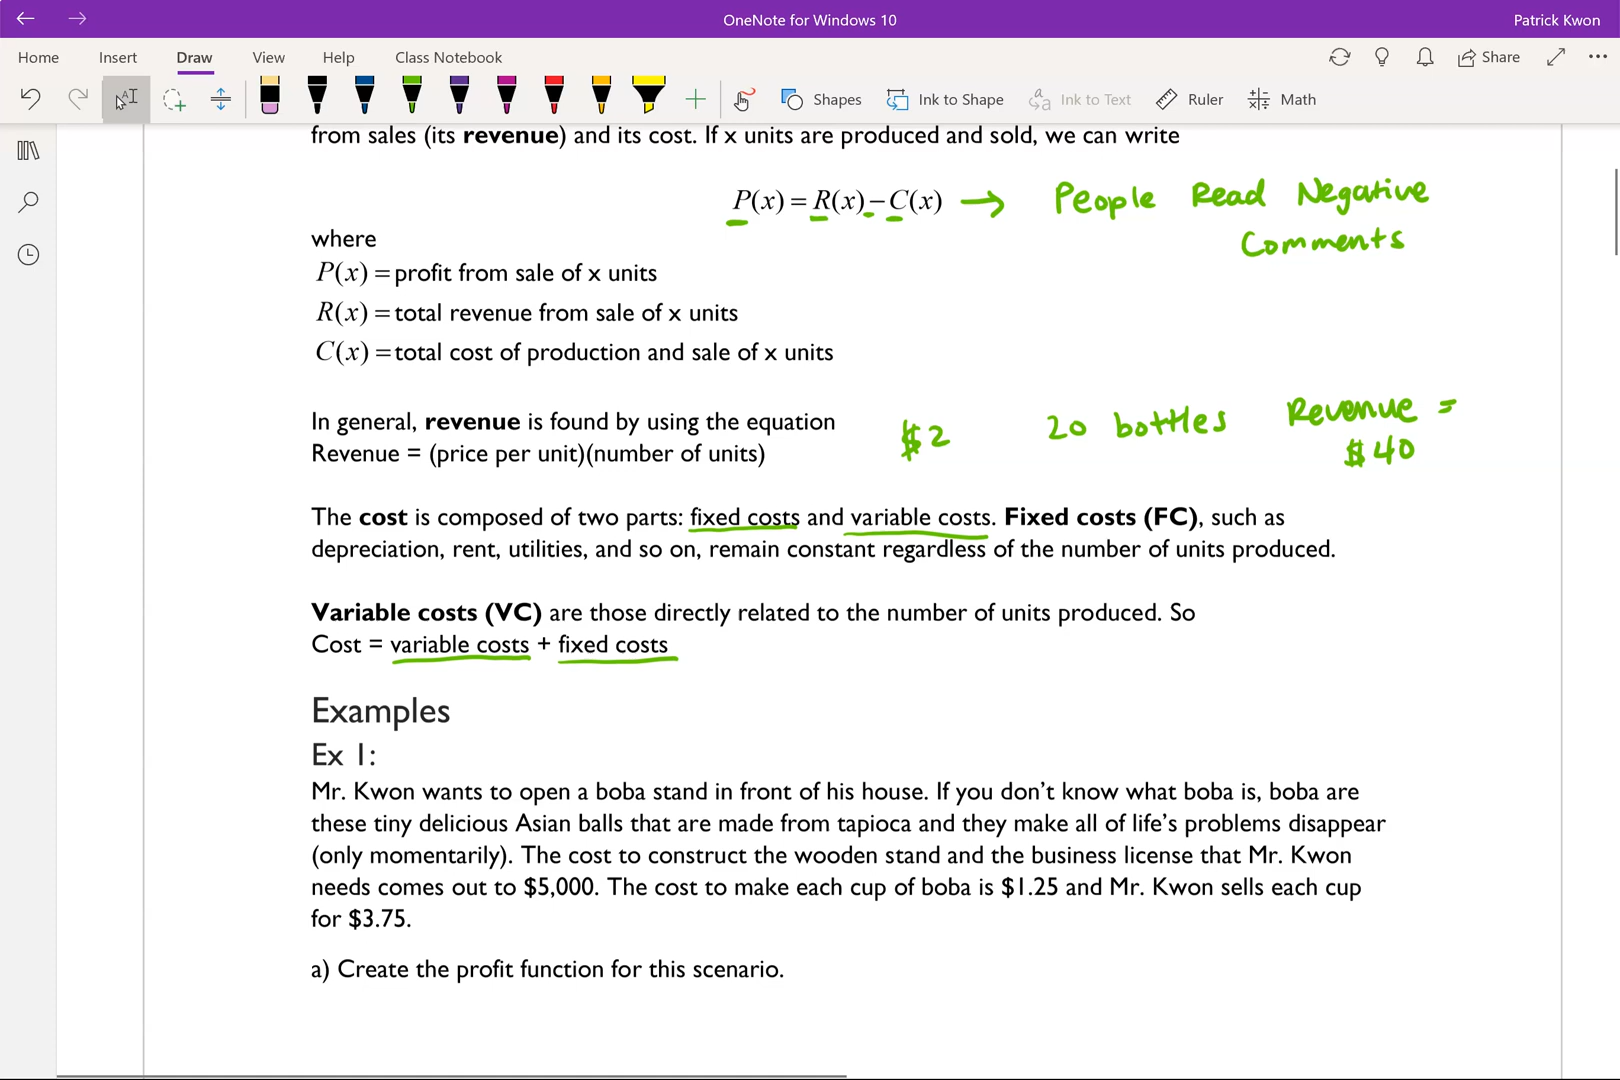 OneNote for Windows 10
Patrick Kwon
Home Insert Draw View Help Class Notebook
Share
Shapes Ink to Shape Ink to Text Ruler Math
from sales (its revenue) and its cost. If x units are produced and sold, we can write
P(x) = R(x) − C(x) → People Read Negative
Comments
where
P(x) = profit from sale of x units
R(x) = total revenue from sale of x units
C(x) = total cost of production and sale of x units
In general, revenue is found by using the equation
Revenue = (price per unit)(number of units)
$2 20 bottles Revenue =
$40
The cost is composed of two parts: fixed costs and variable costs. Fixed costs (FC), such as
depreciation, rent, utilities, and so on, remain constant regardless of the number of units produced.
Variable costs (VC) are those directly related to the number of units produced. So
Cost = variable costs + fixed costs
Examples
Ex 1:
Mr. Kwon wants to open a boba stand in front of his house. If you don’t know what boba is, boba are
these tiny delicious Asian balls that are made from tapioca and they make all of life’s problems disappear
(only momentarily). The cost to construct the wooden stand and the business license that Mr. Kwon
needs comes out to $5,000. The cost to make each cup of boba is $1.25 and Mr. Kwon sells each cup
for $3.75.
a) Create the profit function for this scenario.